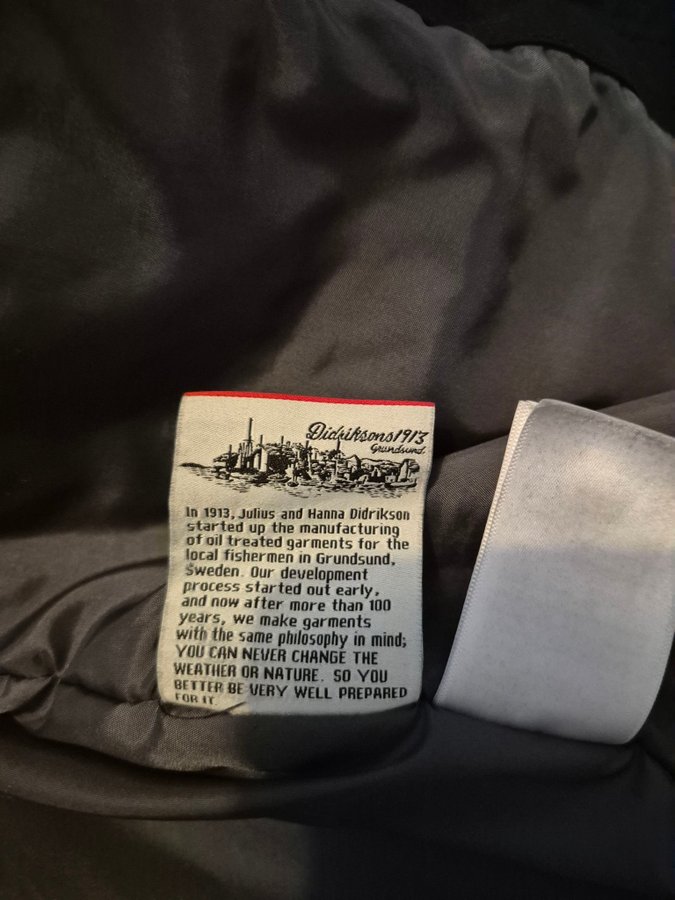 Didriksons1913
Grundsund
In 1913, Julius and Hanna Didrikson
started up the manufacturing
of oil treated garments for the
local fishermen in Grundsund,
Sweden. Our development
process started out early,
and now after more than 100
years, we make garments
with the same philosophy in mind;
YOU CAN NEVER CHANGE THE
WEATHER OR NATURE. SO YOU
BETTER BE VERY WELL PREPARED
FOR IT.